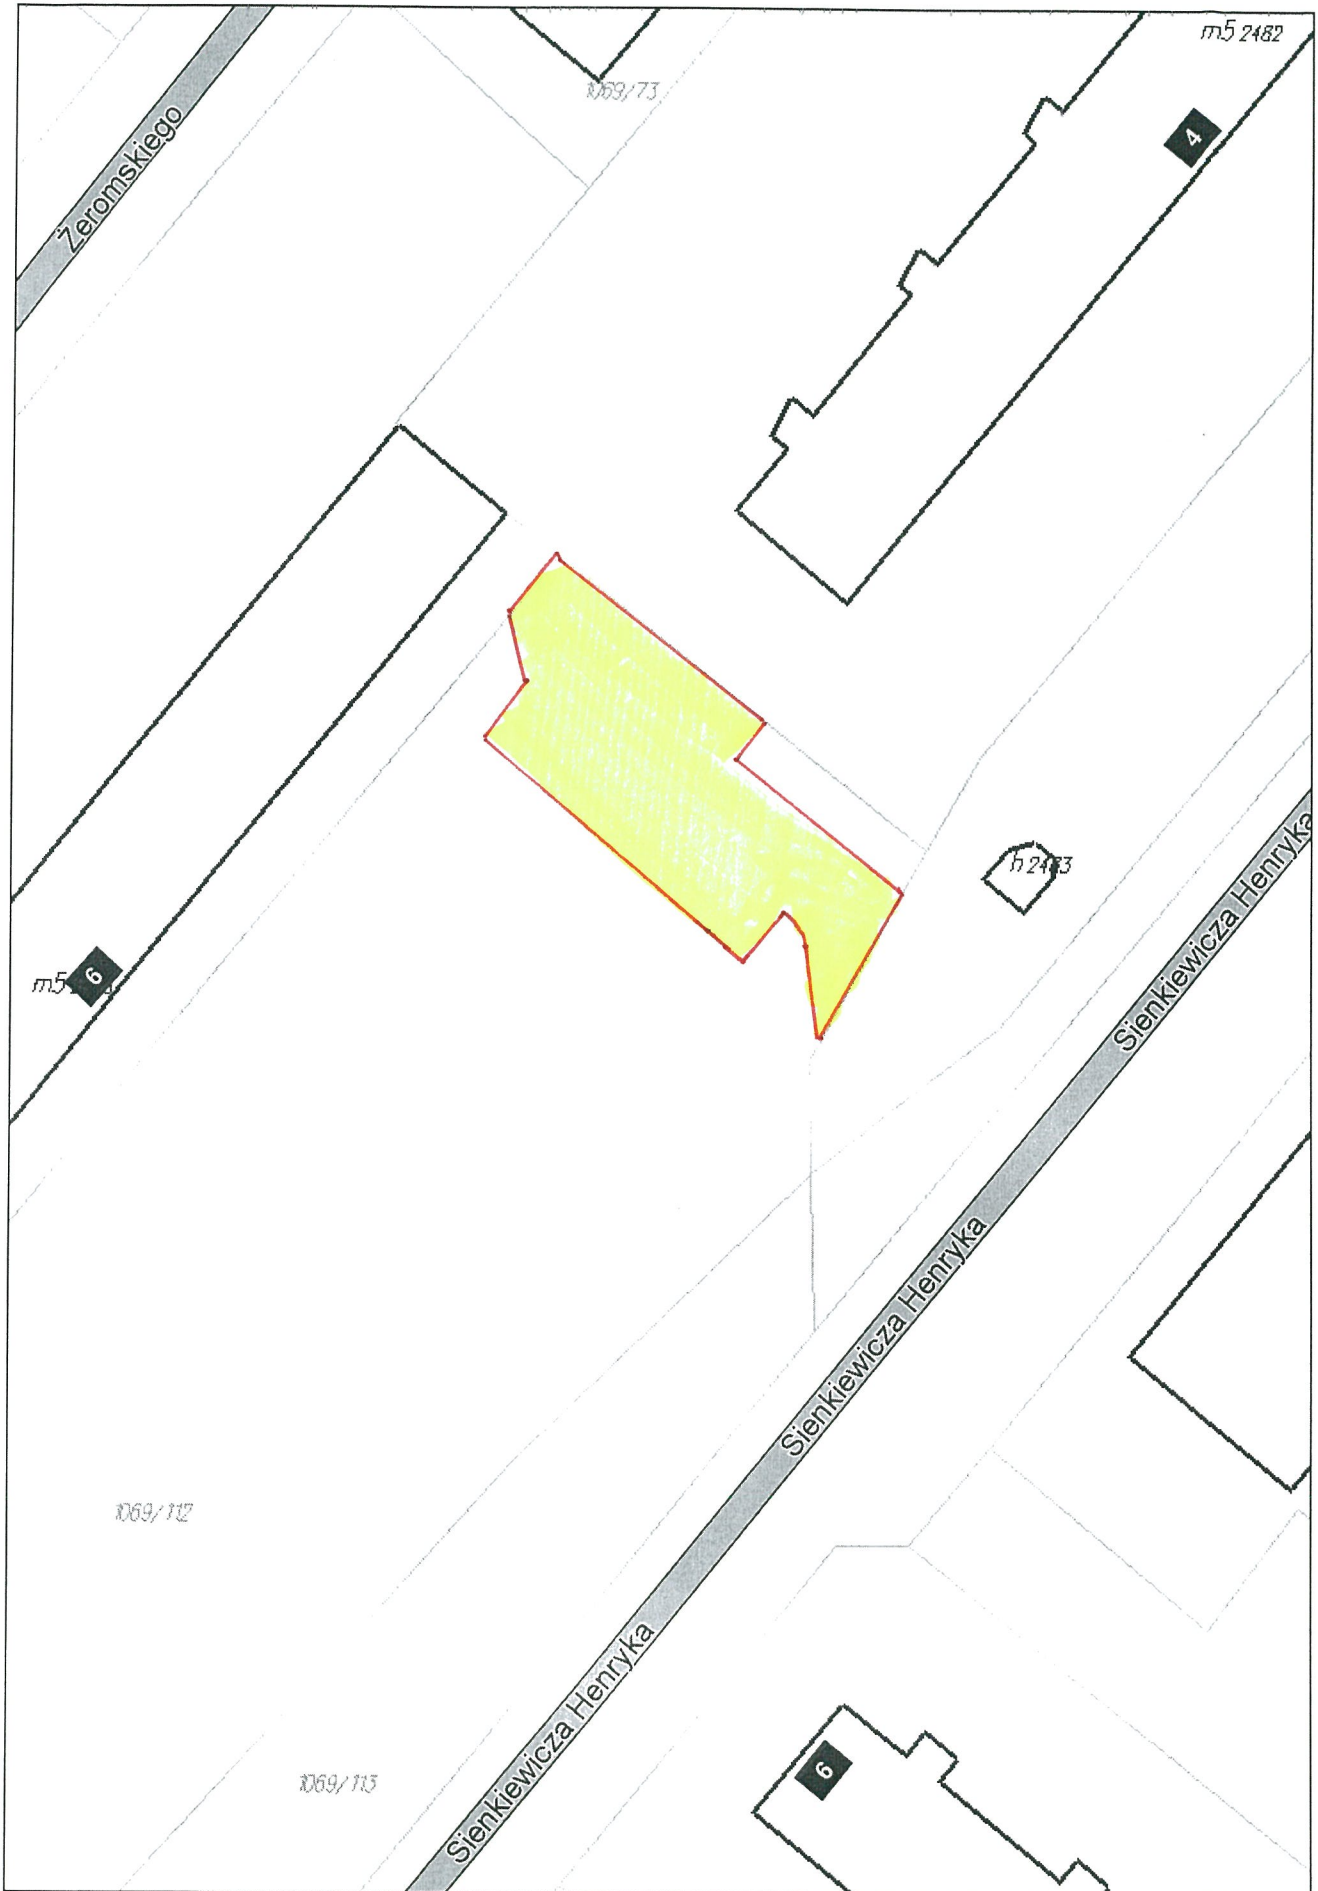 m5 2482
1069/73
4
Żeromskiego
h 2483
Sienkiewicza Henryka
6
m5
Sienkiewicza Henryka
1069/112
Sienkiewicza Henryka
6
1069/113